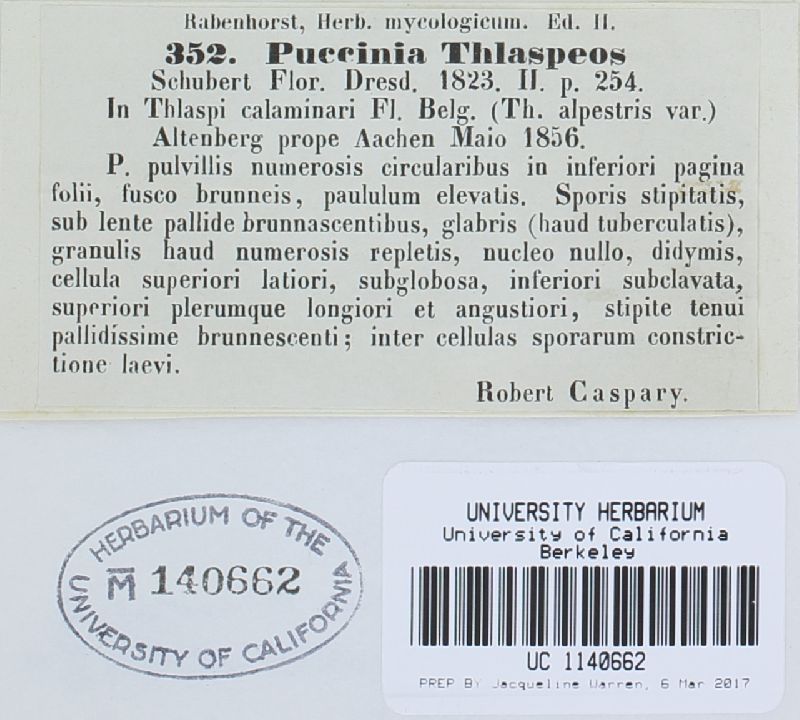 Rabenhorst, Herb. mycologicum. Ed. II.
352. Puccinia Thlaspeos
Schubert Flor. Dresd. 1823. II. p. 254.
In Thlaspi calaminari Fl. Belg. (Th. alpestris var.)
Altenberg prope Aachen Maio 1856.
P. pulvillis numerosis circularibus in inferiori pagina
folii, fusco brunneis, paululum elevatis. Sporis stipitatis,
sub lente pallide brunnascentibus, glabris (haud tuberculatis),
granulis haud numerosis repletis, nucleo nullo, didymis,
cellula superiori latiori, subglobosa, inferiori subclavata,
superiori plerumque longiori et angustiori, stipite tenui
pallidissime brunnescenti; inter cellulas sporarum constric-
tione laevi.
Robert Caspary.
HERBARIUM OF THE
M 140662
UNIVERSITY OF CALIFORNIA
UNIVERSITY HERBARIUM
University of California
Berkeley
UC 1140662
PREP BY Jacqueline Warren, 6 Mar 2017